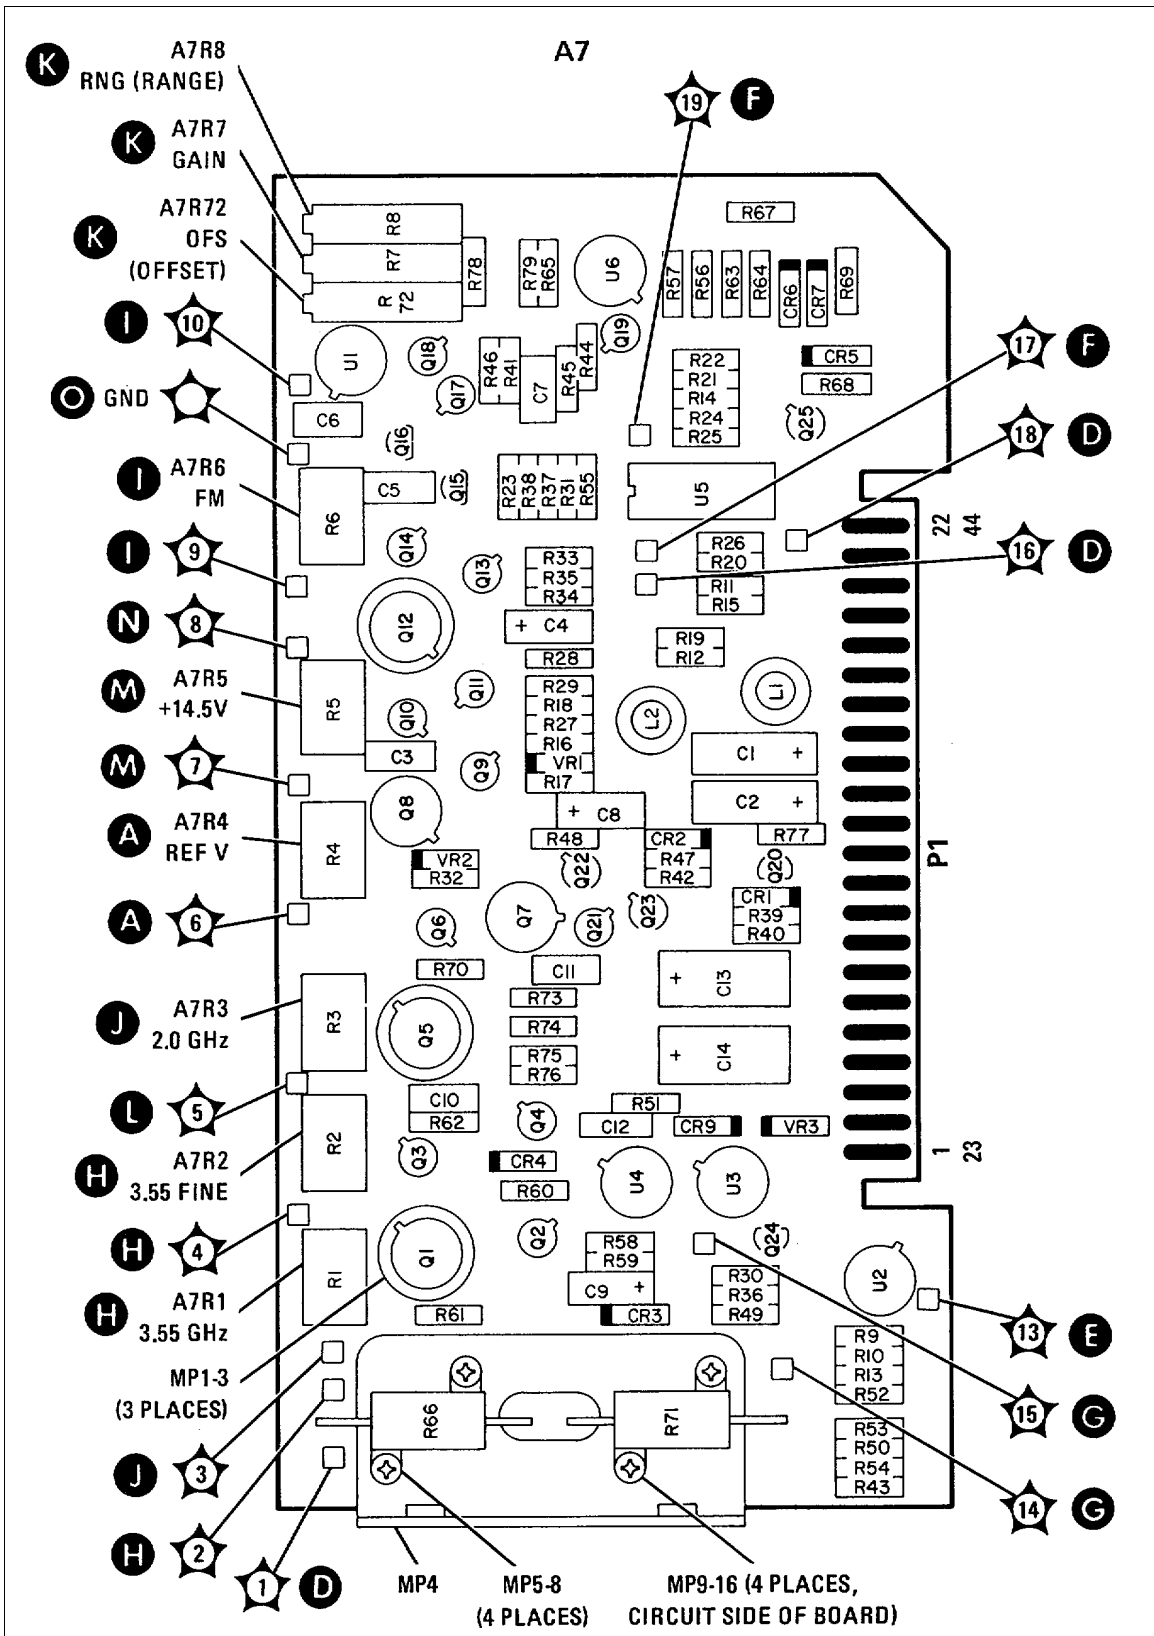 A7
K A7R8
RNG (RANGE)
19 F
K A7R7
GAIN
K A7R72
OFS
(OFFSET)
I 10
O GND
I A7R6
FM
I 9
N 8
M A7R5
+14.5V
M 7
A A7R4
REF V
A 6
J A7R3
2.0 GHz
L 5
H A7R2
3.55 FINE
H 4
H A7R1
3.55 GHz
MP1-3
(3 PLACES)
J 3
H 2
1 D
R8
R7
R
72
R78
R79
R65
U6
R67
R57
R56
R63
R64
CR6
CR7
R69
U1
Q18
Q17
R46
R41
C7
R45
R44
Q19
R22
R21
R14
R24
R25
CR5
R68
Q25
17 F
18 D
16 D
C6
Q16
C5
Q15
R6
R23
R38
R37
R31
R55
U5
22
44
Q14
Q13
R33
R35
R34
R26
R20
R11
R15
Q12
+ C4
R28
R19
R12
R5
Q11
Q10
C3
R29
R18
R27
R16
VR1
R17
L2
L1
C1 +
C2 +
Q9
Q8
+ C8
R48
CR2
R47
R42
R77
P1
R4
VR2
R32
Q22
Q20
Q7
Q6
Q21
Q23
CR1
R39
R40
R70
C11
+ C13
R73
R3
Q5
R74
R75
R76
+ C14
C10
R62
R51
C12
CR9
VR3
Q4
R2
Q3
CR4
R60
U4
U3
1
23
Q1
Q2
R58
R59
C9 +
CR3
Q24
U2
R1
R61
R30
R36
R49
13 E
R9
R10
R13
R52
15 G
R66
R71
R53
R50
R54
R43
14 G
MP4
MP5-8
(4 PLACES)
MP9-16 (4 PLACES,
CIRCUIT SIDE OF BOARD)